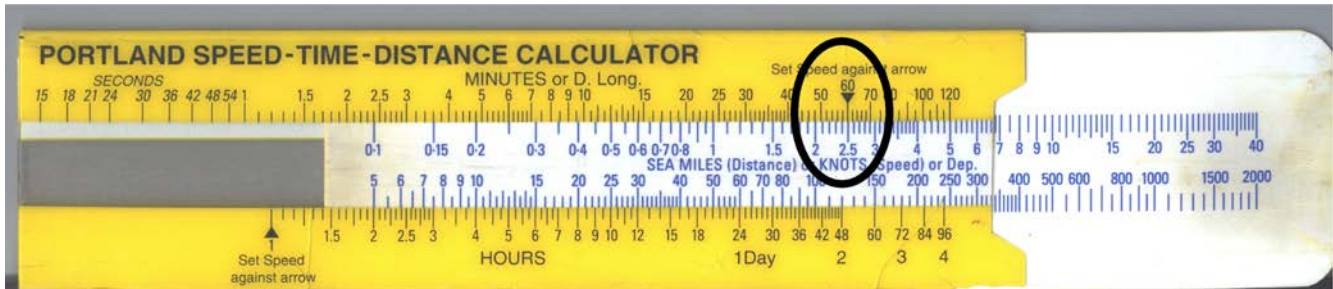 PORTLAND SPEED-TIME-DISTANCE CALCULATOR
SECONDS MINUTES or D. Long. Set Speed against arrow
15 18 21 24 30 36 42 48 54 1 1.5 2 2.5 3 4 5 6 7 8 9 10 15 20 25 30 40 50 60 70 80 100 120
0·1 0·15 0·2 0·3 0·4 0·5 0·6 0·7 0·8 1 1.5 2 2.5 3 4 5 6 7 8 9 10 15 20 25 30 40
SEA MILES (Distance) or KNOTS (Speed) or Dep.
5 6 7 8 9 10 15 20 25 30 40 50 60 70 80 100 150 200 250 300 400 500 600 800 1000 1500 2000
1 1.5 2 2.5 3 4 5 6 7 8 9 10 12 15 18 24 30 36 42 48 60 72 84 96
Set Speed HOURS 1Day 2 3 4
against arrow